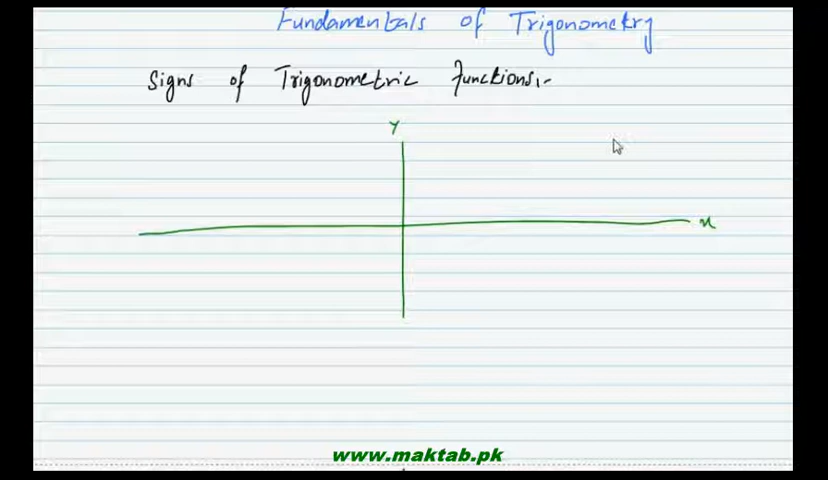 Fundamentals of Trigonometry
Signs of Trigonometric Functions:-
Y
x
www.maktab.pk